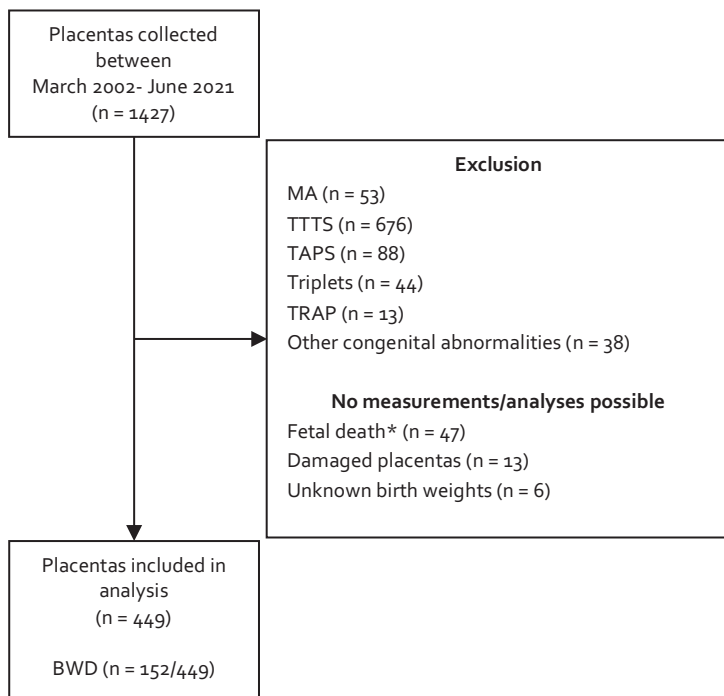 Placentas collected
between
March 2002- June 2021
(n = 1427)
Exclusion
MA (n = 53)
TTTS (n = 676)
TAPS (n = 88)
Triplets (n = 44)
TRAP (n = 13)
Other congenital abnormalities (n = 38)
No measurements/analyses possible
Fetal death* (n = 47)
Damaged placentas (n = 13)
Unknown birth weights (n = 6)
Placentas included in
analysis
(n = 449)
BWD (n = 152/449)